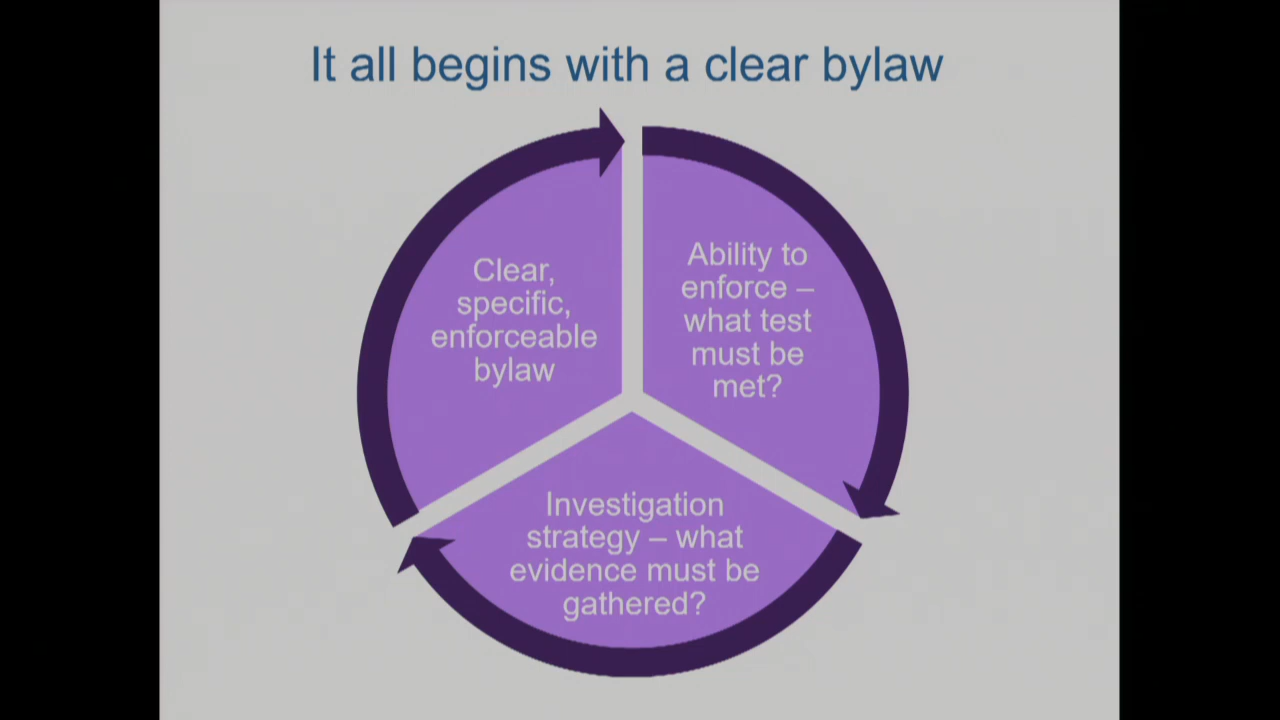 It all begins with a clear bylaw
Clear,
specific,
enforceable
bylaw
Ability to
enforce –
what test
must be
met?
Investigation
strategy – what
evidence must be
gathered?